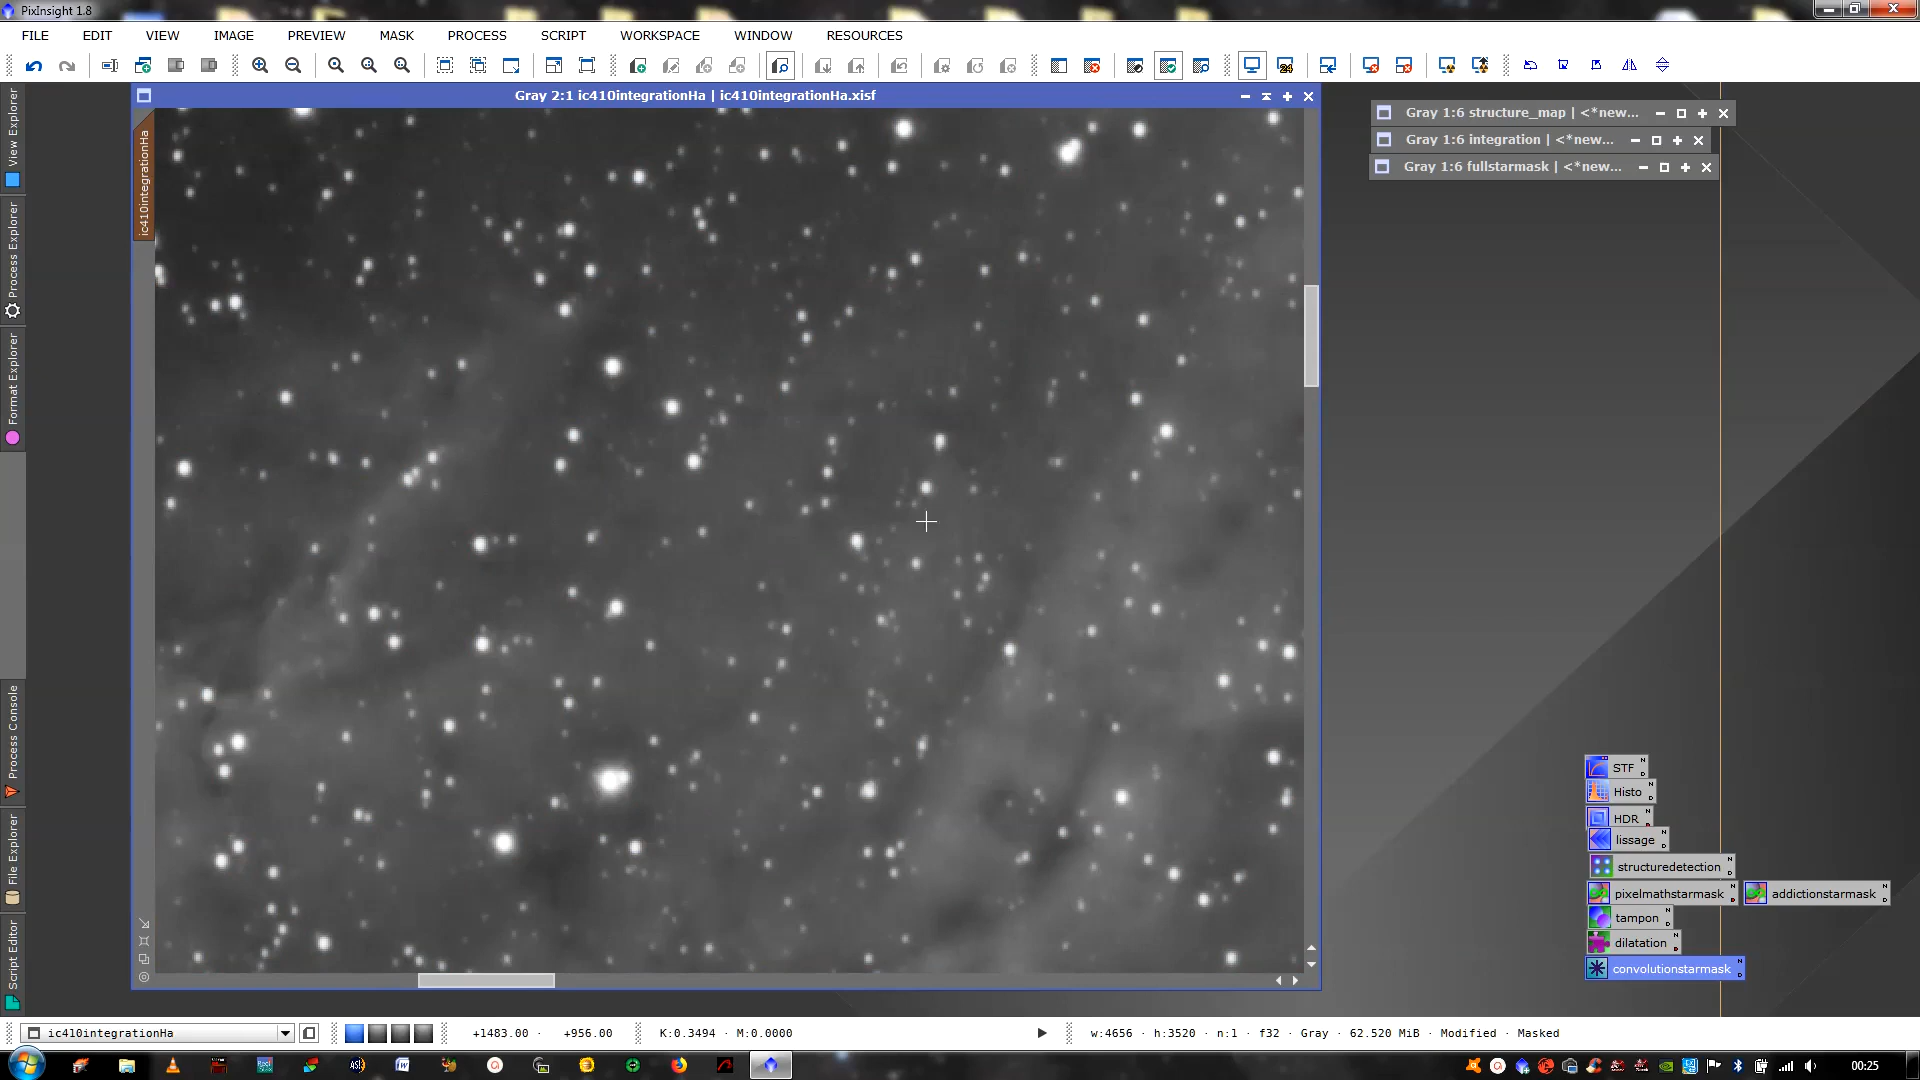 PixInsight 1.8
FILE EDIT VIEW IMAGE PREVIEW MASK PROCESS SCRIPT WORKSPACE WINDOW RESOURCES
24
Gray 2:1 ic410integrationHa | ic410integrationHa.xisf
ic410integrationHa
Gray 1:6 structure_map | <*new...
Gray 1:6 integration | <*new...
Gray 1:6 fullstarmask | <*new...
View Explorer
Process Explorer
Format Explorer
Process Console
File Explorer
Script Editor
STF
Histo
HDR
lissage
structuredetection
pixelmathstarmask addictionstarmask
tampon
dilatation
convolutionstarmask
ic410integrationHa +1483.00 · +956.00 K:0.3494 · M:0.0000 w:4656 · h:3520 · n:1 · f32 · Gray · 62.520 MiB · Modified · Masked
00:25